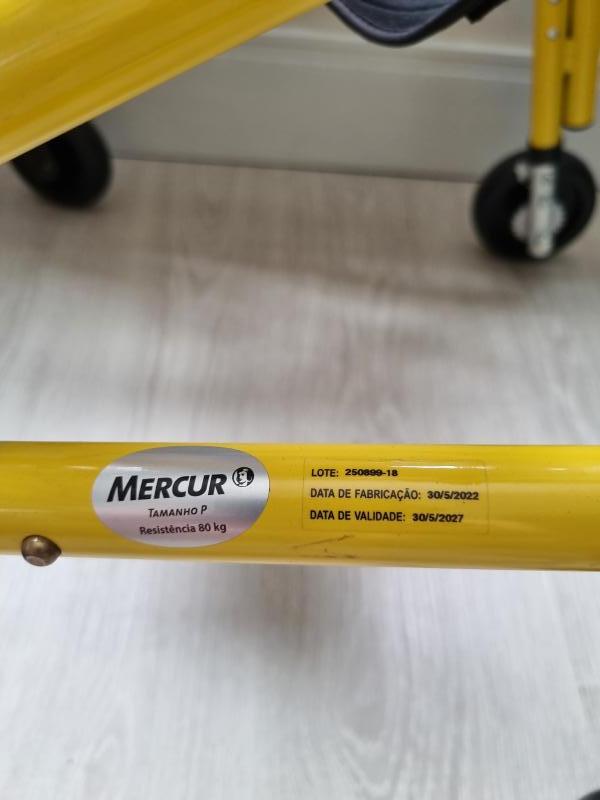 MERCUR
TAMANHO P
Resistência 80 kg
LOTE: 250899-18
DATA DE FABRICAÇÃO: 30/5/2022
DATA DE VALIDADE: 30/5/2027